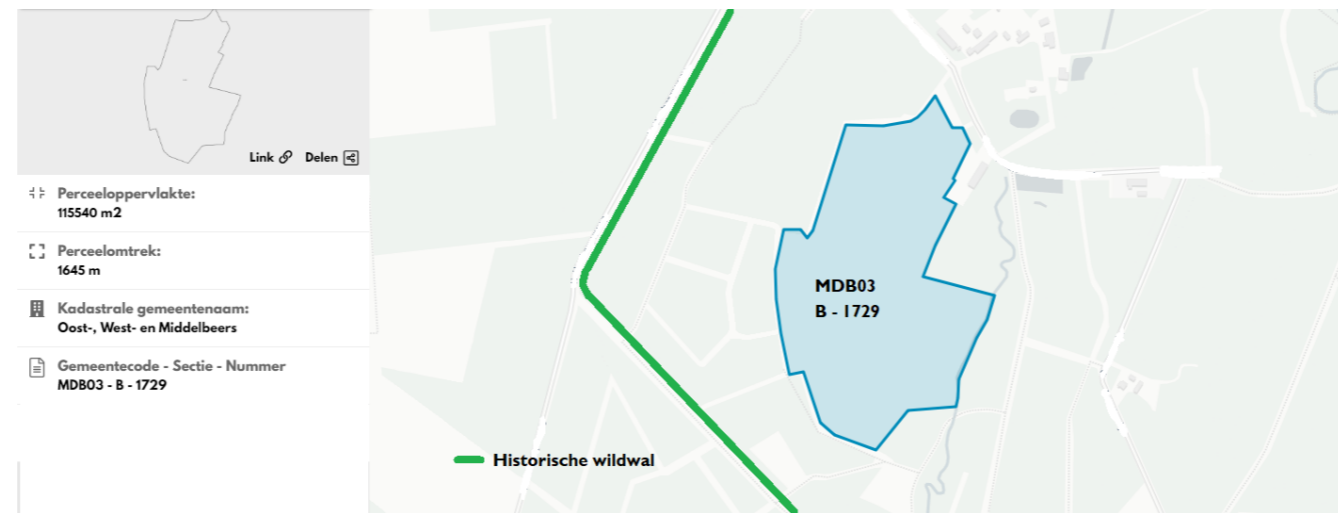 Link Delen
Perceeloppervlakte:
115540 m2
Perceelomtrek:
1645 m
Kadastrale gemeentenaam:
Oost-, West- en Middelbeers
Gemeentecode - Sectie - Nummer
MDB03 - B - 1729
MDB03
B - 1729
Historische wildwal